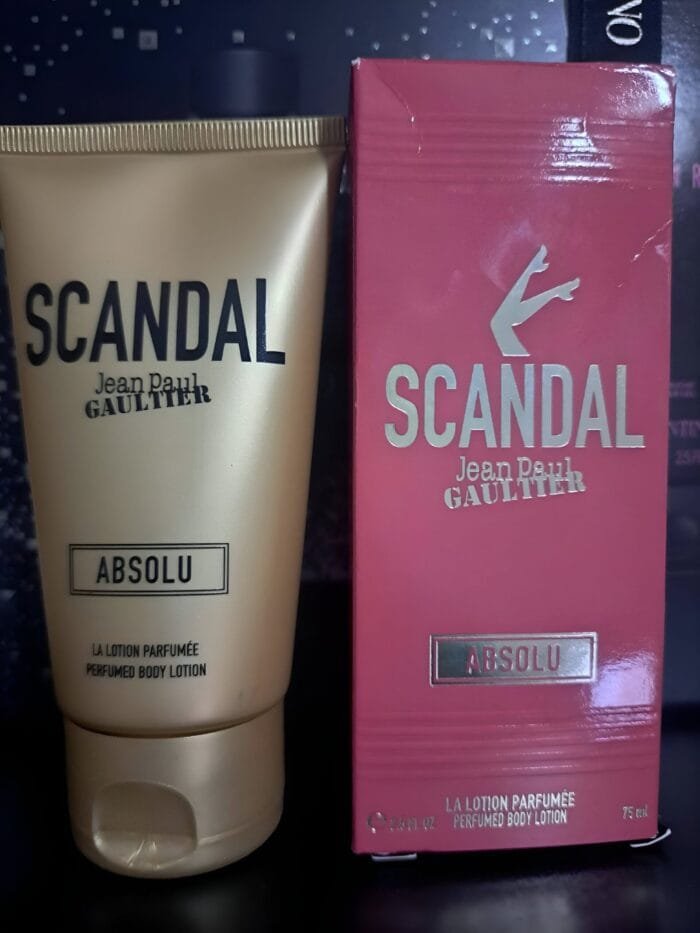 SCANDAL
Jean Paul
GAULTIER
ABSOLU
LA LOTION PARFUMÉE
PERFUMED BODY LOTION
SCANDAL
Jean Paul
GAULTIER
ABSOLU
LA LOTION PARFUMÉE
PERFUMED BODY LOTION
75 ml
NO